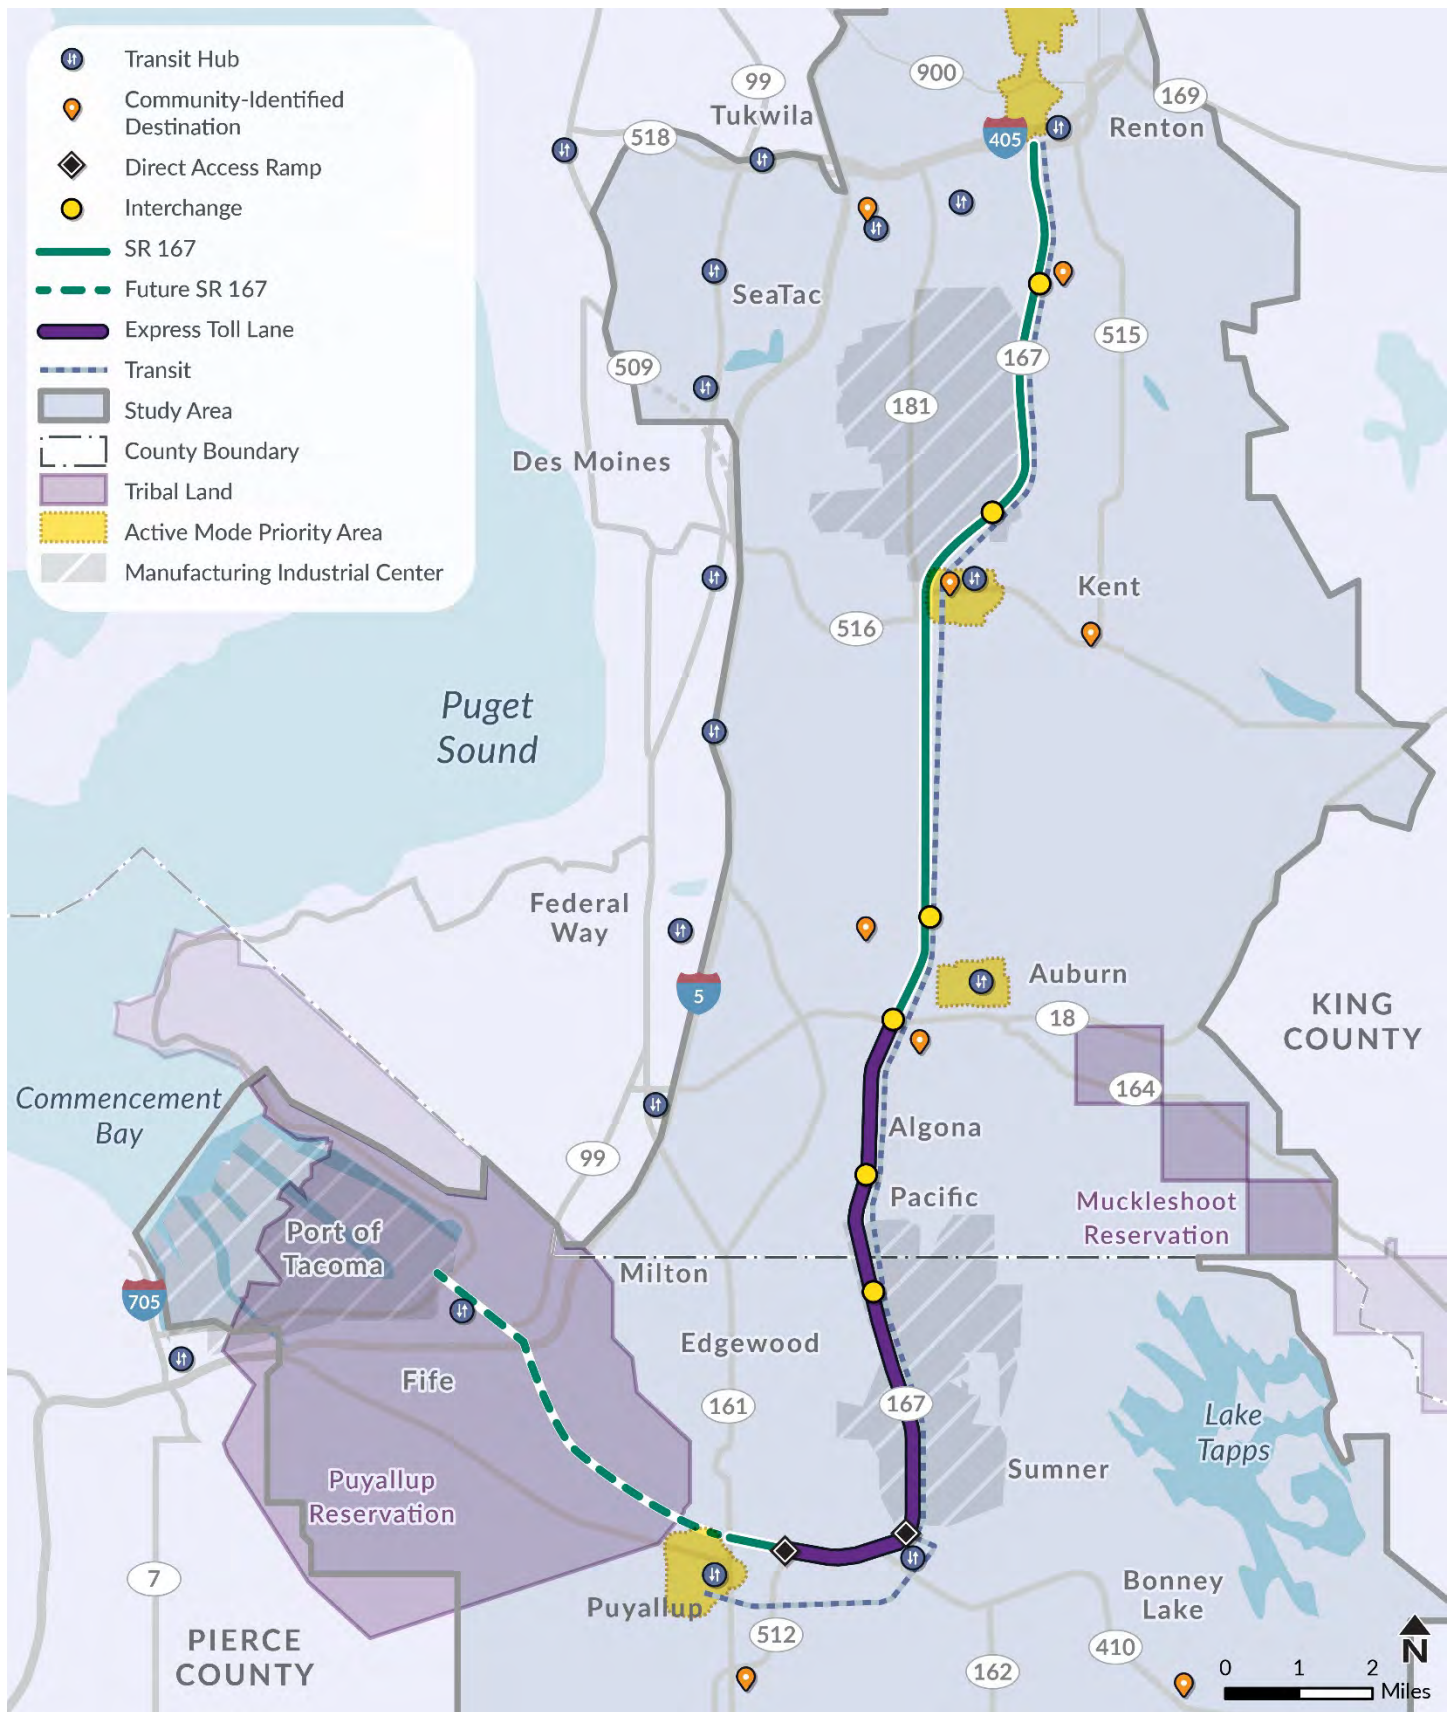 Transit Hub
Community-Identified
Destination
Direct Access Ramp
Interchange
SR 167
Future SR 167
Express Toll Lane
Transit
Study Area
County Boundary
Tribal Land
Active Mode Priority Area
Manufacturing Industrial Center
99
900
169
Tukwila
518
405
Renton
SeaTac
515
167
509
181
Des Moines
Kent
516
Puget
Sound
Federal
Way
5
Auburn
18
KING
COUNTY
Commencement
Bay
164
Algona
99
Pacific
Muckleshoot
Reservation
Port of
Tacoma
Milton
705
Edgewood
Fife
161
167
Lake
Tapps
Sumner
Puyallup
Reservation
7
Bonney
Lake
Puyallup
512
410
PIERCE
COUNTY
162
N
0
1
2
Miles